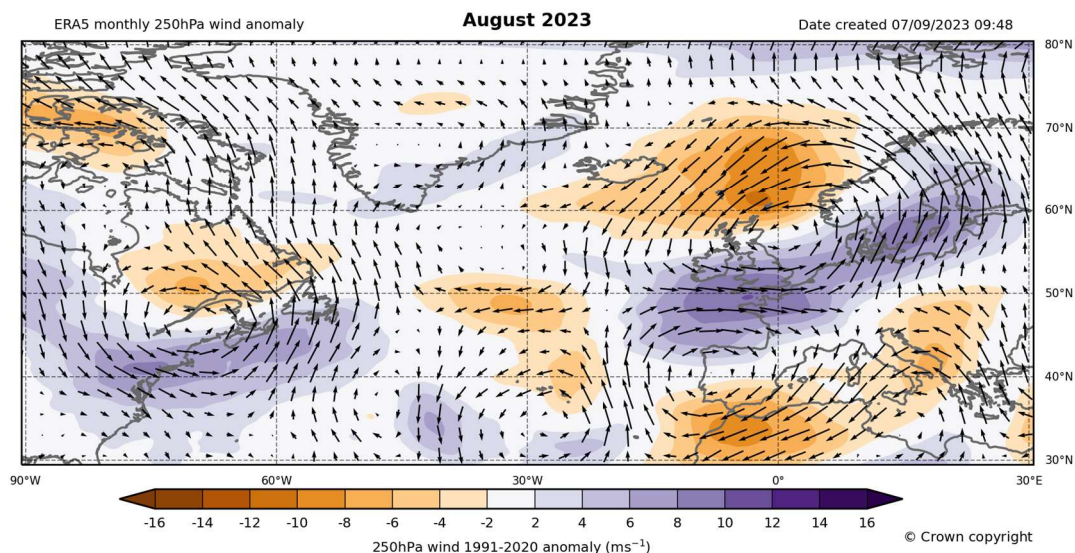 ERA5 monthly 250hPa wind anomaly
August 2023
Date created 07/09/2023 09:48
80°N
70°N
60°N
50°N
40°N
30°N
90°W 60°W 30°W 0° 30°E
-16 -14 -12 -10 -8 -6 -4 -2 2 4 6 8 10 12 14 16
250hPa wind 1991-2020 anomaly (ms⁻¹)
© Crown copyright